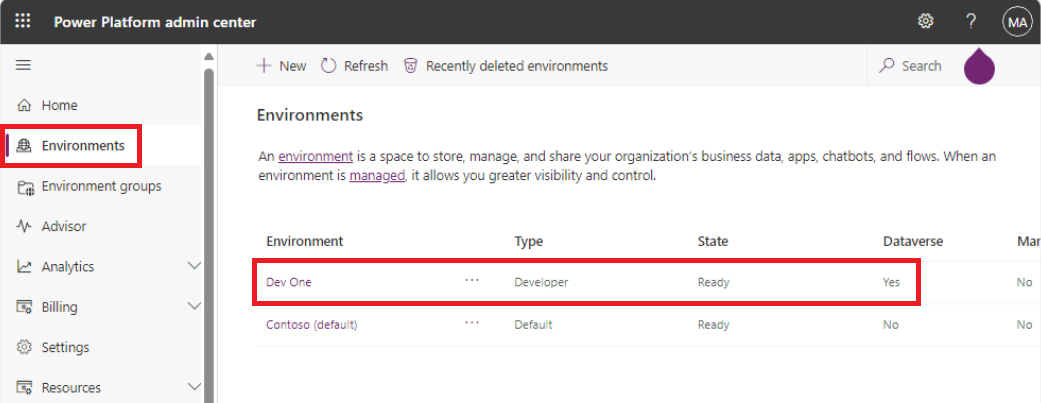 Power Platform admin center
?
MA
New
Refresh
Recently deleted environments
Search
Home
Environments
Environment groups
Advisor
Analytics
Billing
Settings
Resources
Environments
An environment is a space to store, manage, and share your organization's business data, apps, chatbots, and flows. When an
environment is managed, it allows you greater visibility and control.
Environment Type State Dataverse Mar
Dev One ... Developer Ready Yes No
Contoso (default) ... Default Ready No No